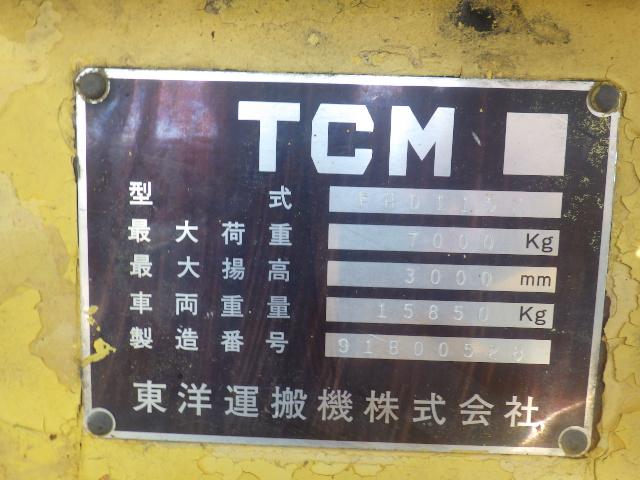 TCM
型式
最大荷重 7000 Kg
最大揚高 3000 mm
車両重量 15850 Kg
製造番号 91800528
東洋運搬機株式会社